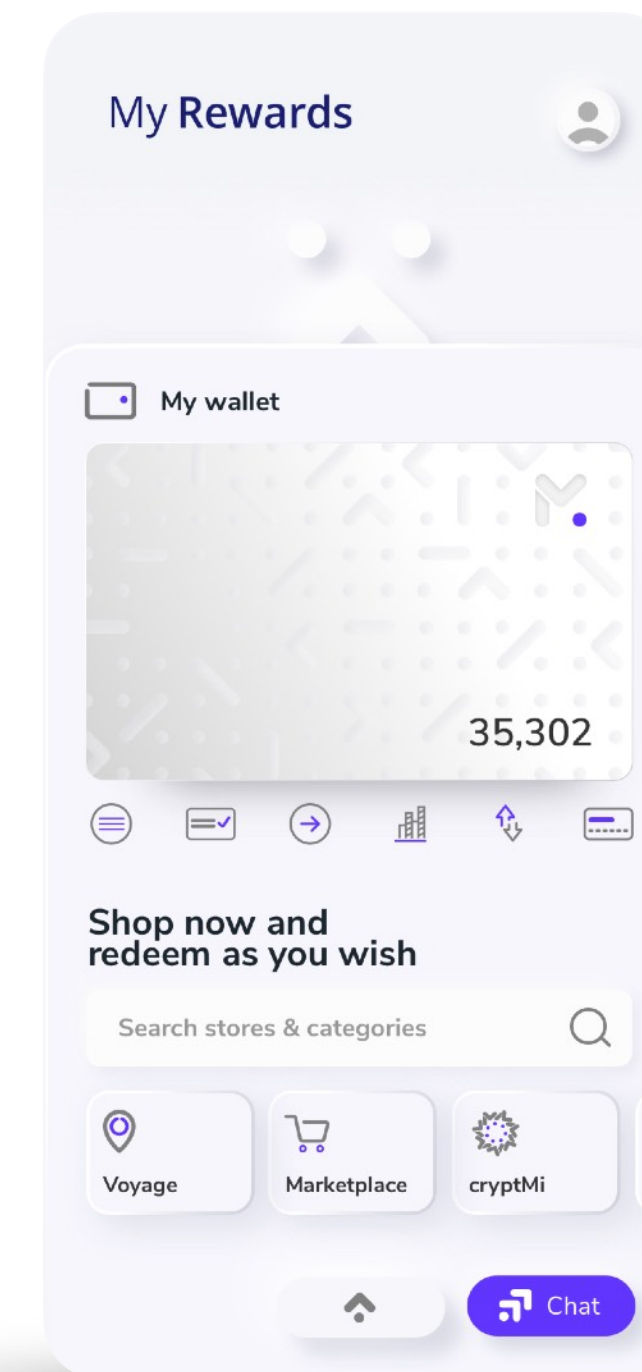 My Rewards
My wallet
35,302
Shop now and
redeem as you wish
Search stores & categories
Voyage
Marketplace
cryptMi
Chat